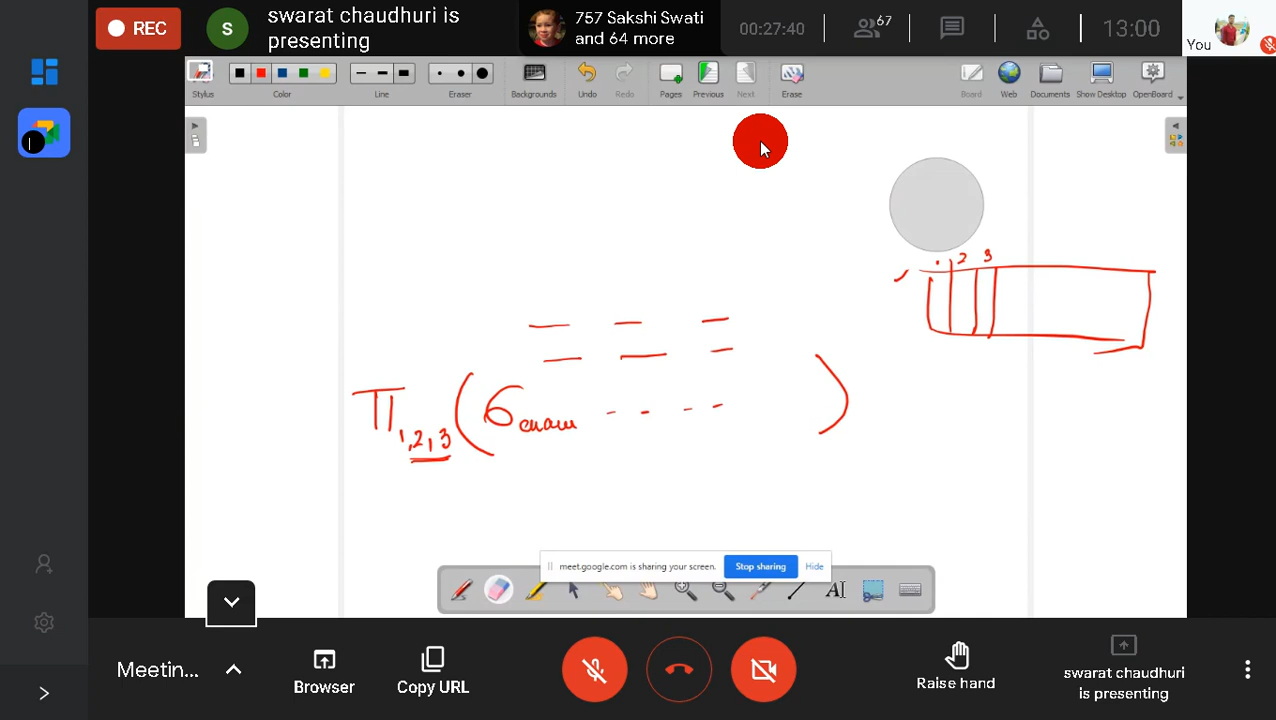 REC
S
swarat chaudhuri is
presenting
757 Sakshi Swati
and 64 more
00:27:40
67
13:00
You
Stylus
Color
Line
Eraser
Backgrounds
Undo
Redo
Pages
Previous
Next
Erase
Board
Web
Documents
Show Desktop
OpenBoard
2 3
Π1,2,3 (σ )
meet.google.com is sharing your screen.
Stop sharing
Hide
AI
Meetin...
Browser
Copy URL
Raise hand
swarat chaudhuri
is presenting